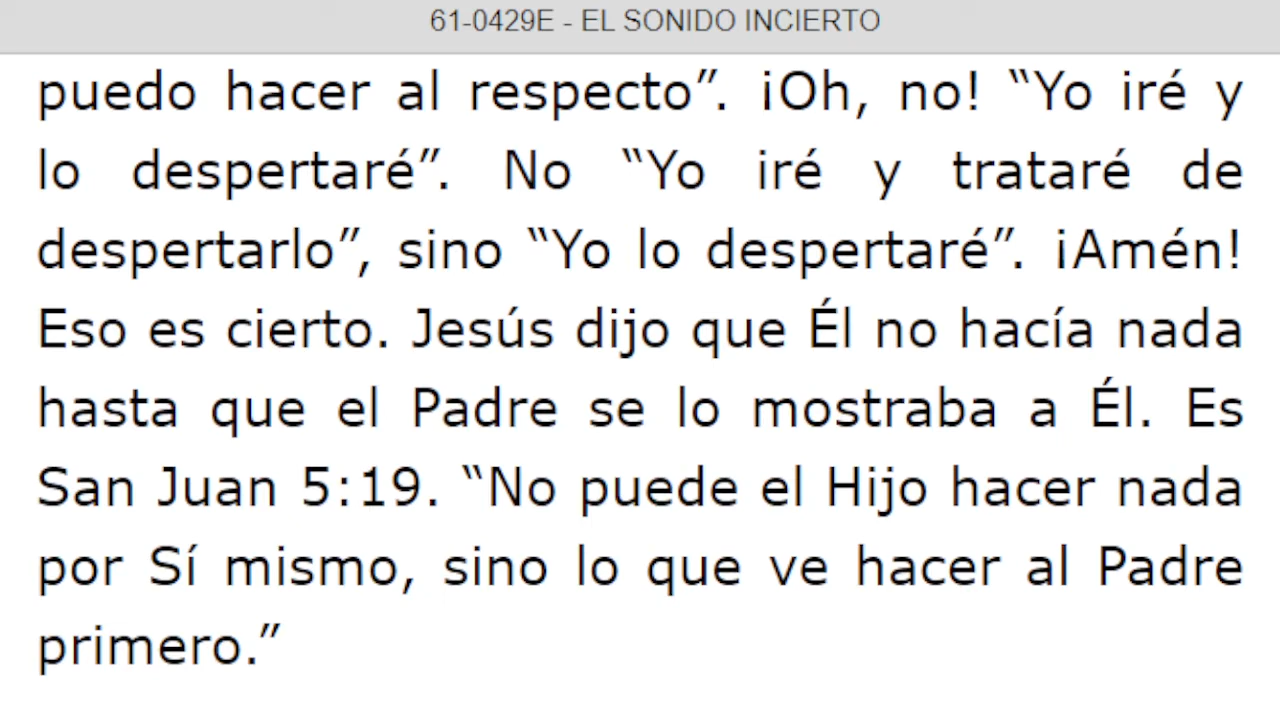 61-0429E - EL SONIDO INCIERTO
puedo hacer al respecto”. ¡Oh, no! “Yo iré y
lo despertaré”. No “Yo iré y trataré de
despertarlo”, sino “Yo lo despertaré”. ¡Amén!
Eso es cierto. Jesús dijo que Él no hacía nada
hasta que el Padre se lo mostraba a Él. Es
San Juan 5:19. “No puede el Hijo hacer nada
por Sí mismo, sino lo que ve hacer al Padre
primero.”